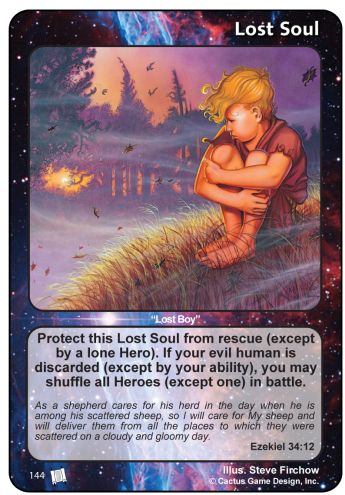 Lost Soul
"Lost Boy"
Protect this Lost Soul from rescue (except
by a lone Hero). If your evil human is
discarded (except by your ability), you may
shuffle all Heroes (except one) in battle.
As a shepherd cares for his herd in the day when he is
among his scattered sheep, so I will care for My sheep and
will deliver them from all the places to which they were
scattered on a cloudy and gloomy day.
Ezekiel 34:12
144
Illus. Steve Firchow
© Cactus Game Design, Inc.